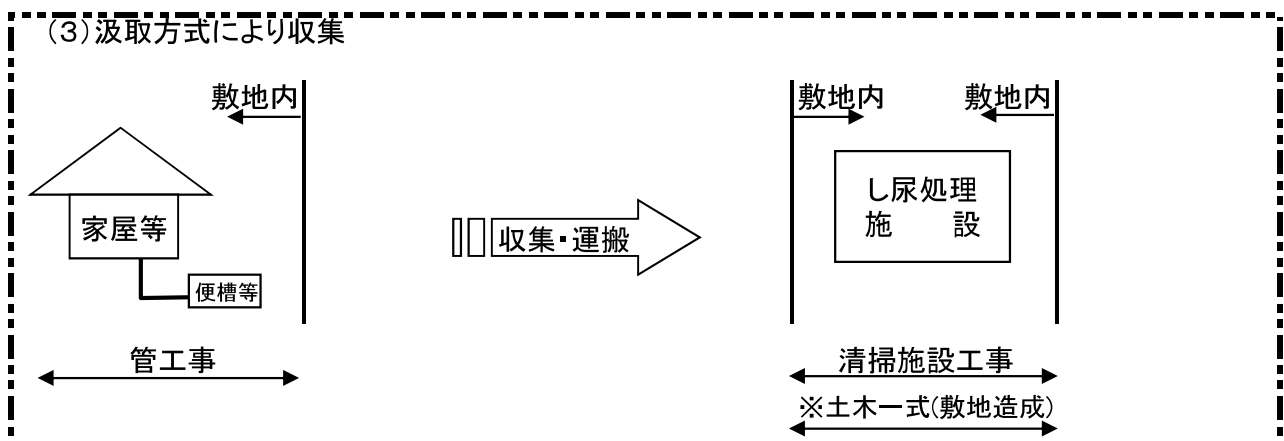 （３）汲取方式により収集
敷地内
敷地内
敷地内
家屋等
便槽等
収集・運搬
し尿処理
施　設
管工事
清掃施設工事
※土木一式(敷地造成)